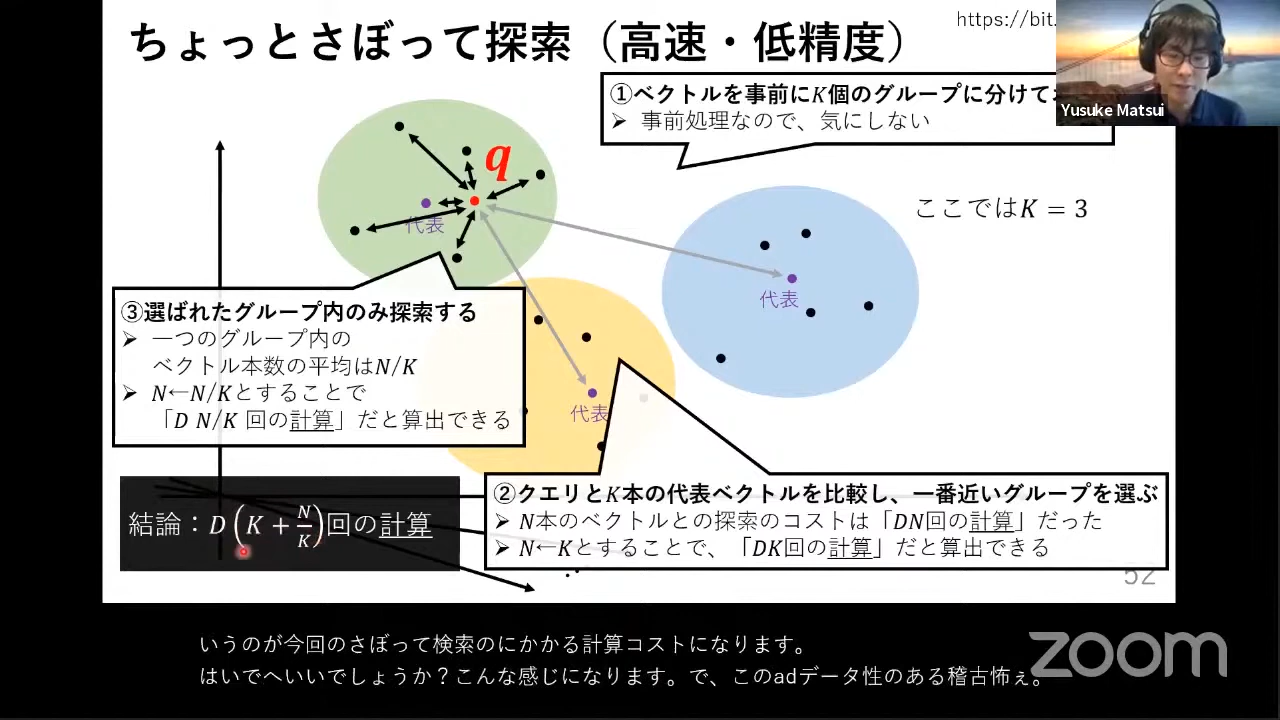 ちょっとさぼって探索（高速・低精度）
https://bit.
Yusuke Matsui
①ベクトルを事前にK個のグループに分けて
➢ 事前処理なので、気にしない
q
代表
ここではK = 3
代表
③選ばれたグループ内のみ探索する
➢ 一つのグループ内の
ベクトル本数の平均はN/K
➢ N←N/Kとすることで
「D N/K 回の計算」だと算出できる
代表
②クエリとK本の代表ベクトルを比較し、一番近いグループを選ぶ
➢ N本のベクトルとの探索のコストは「DN回の計算」だった
➢ N←Kとすることで、「DK回の計算」だと算出できる
結論：D(K + N/K)回の計算
52
いうのが今回のさぼって検索のにかかる計算コストになります。
はいでへいいでしょうか？こんな感じになります。で、このadデータ性のある稽古怖ぇ。
zoom